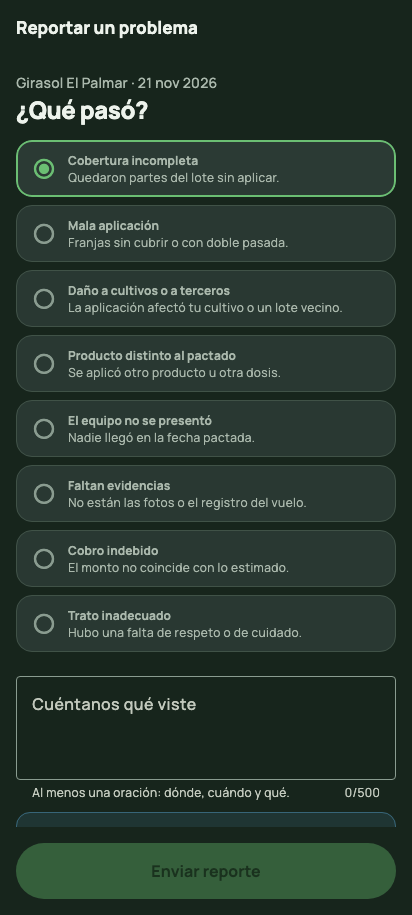 Reportar un problema
Girasol El Palmar · 21 nov 2026
¿Qué pasó?
Cobertura incompleta
Quedaron partes del lote sin aplicar.
Mala aplicación
Franjas sin cubrir o con doble pasada.
Daño a cultivos o a terceros
La aplicación afectó tu cultivo o un lote vecino.
Producto distinto al pactado
Se aplicó otro producto u otra dosis.
El equipo no se presentó
Nadie llegó en la fecha pactada.
Faltan evidencias
No están las fotos o el registro del vuelo.
Cobro indebido
El monto no coincide con lo estimado.
Trato inadecuado
Hubo una falta de respeto o de cuidado.
Cuéntanos qué viste
Al menos una oración: dónde, cuándo y qué. 0/500
Enviar reporte